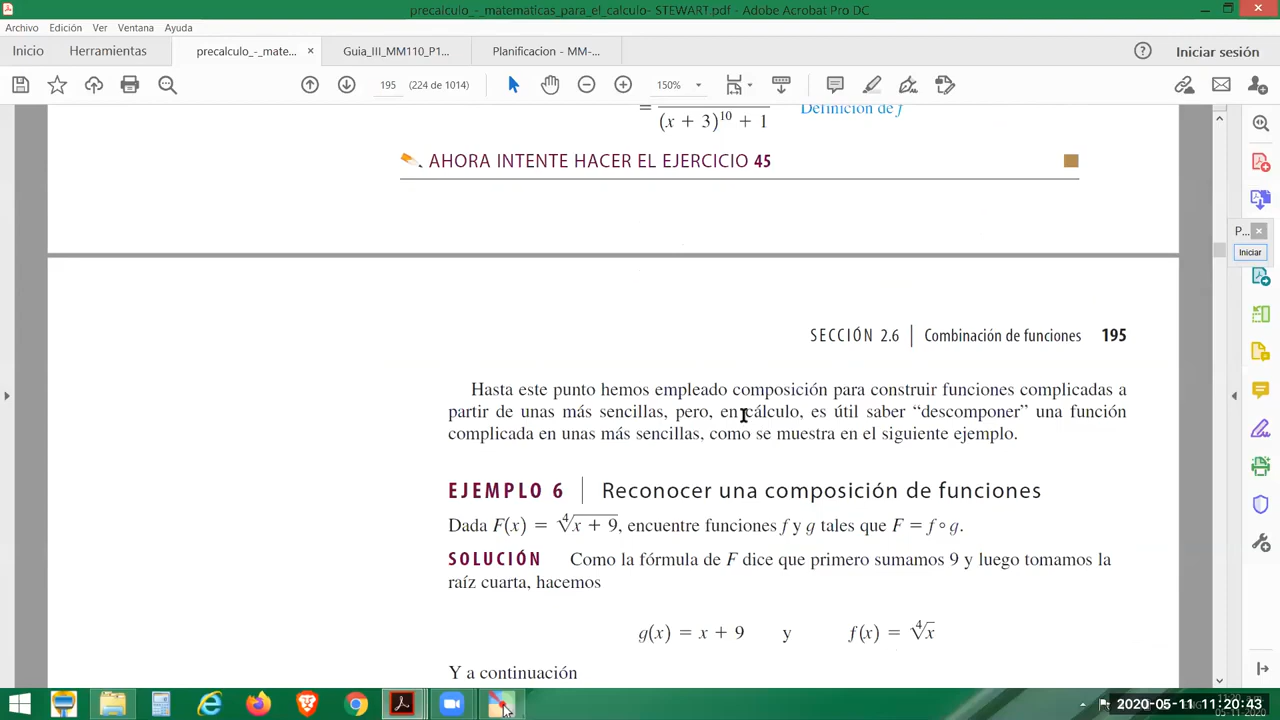 precalculo_-_matematicas_para_el_calculo- STEWART.pdf - Adobe Acrobat Pro DC
Archivo Edición Ver Ventana Ayuda
Inicio Herramientas precalculo_-_mate... × Guia_III_MM110_P1... Planificacion - MM-... Iniciar sesión
195 (224 de 1014) 150%
= (x + 3)¹⁰ + 1 Definición de f
AHORA INTENTE HACER EL EJERCICIO 45
P... ×
Iniciar
SECCIÓN 2.6 | Combinación de funciones 195
Hasta este punto hemos empleado composición para construir funciones complicadas a
partir de unas más sencillas, pero, en cálculo, es útil saber “descomponer” una función
complicada en unas más sencillas, como se muestra en el siguiente ejemplo.
EJEMPLO 6 | Reconocer una composición de funciones
Dada F(x) = ∜x + 9, encuentre funciones f y g tales que F = f ∘ g.
SOLUCIÓN Como la fórmula de F dice que primero sumamos 9 y luego tomamos la
raíz cuarta, hacemos
g(x) = x + 9 y f(x) = ∜x
Y a continuación
2020-05-11 11:20:43